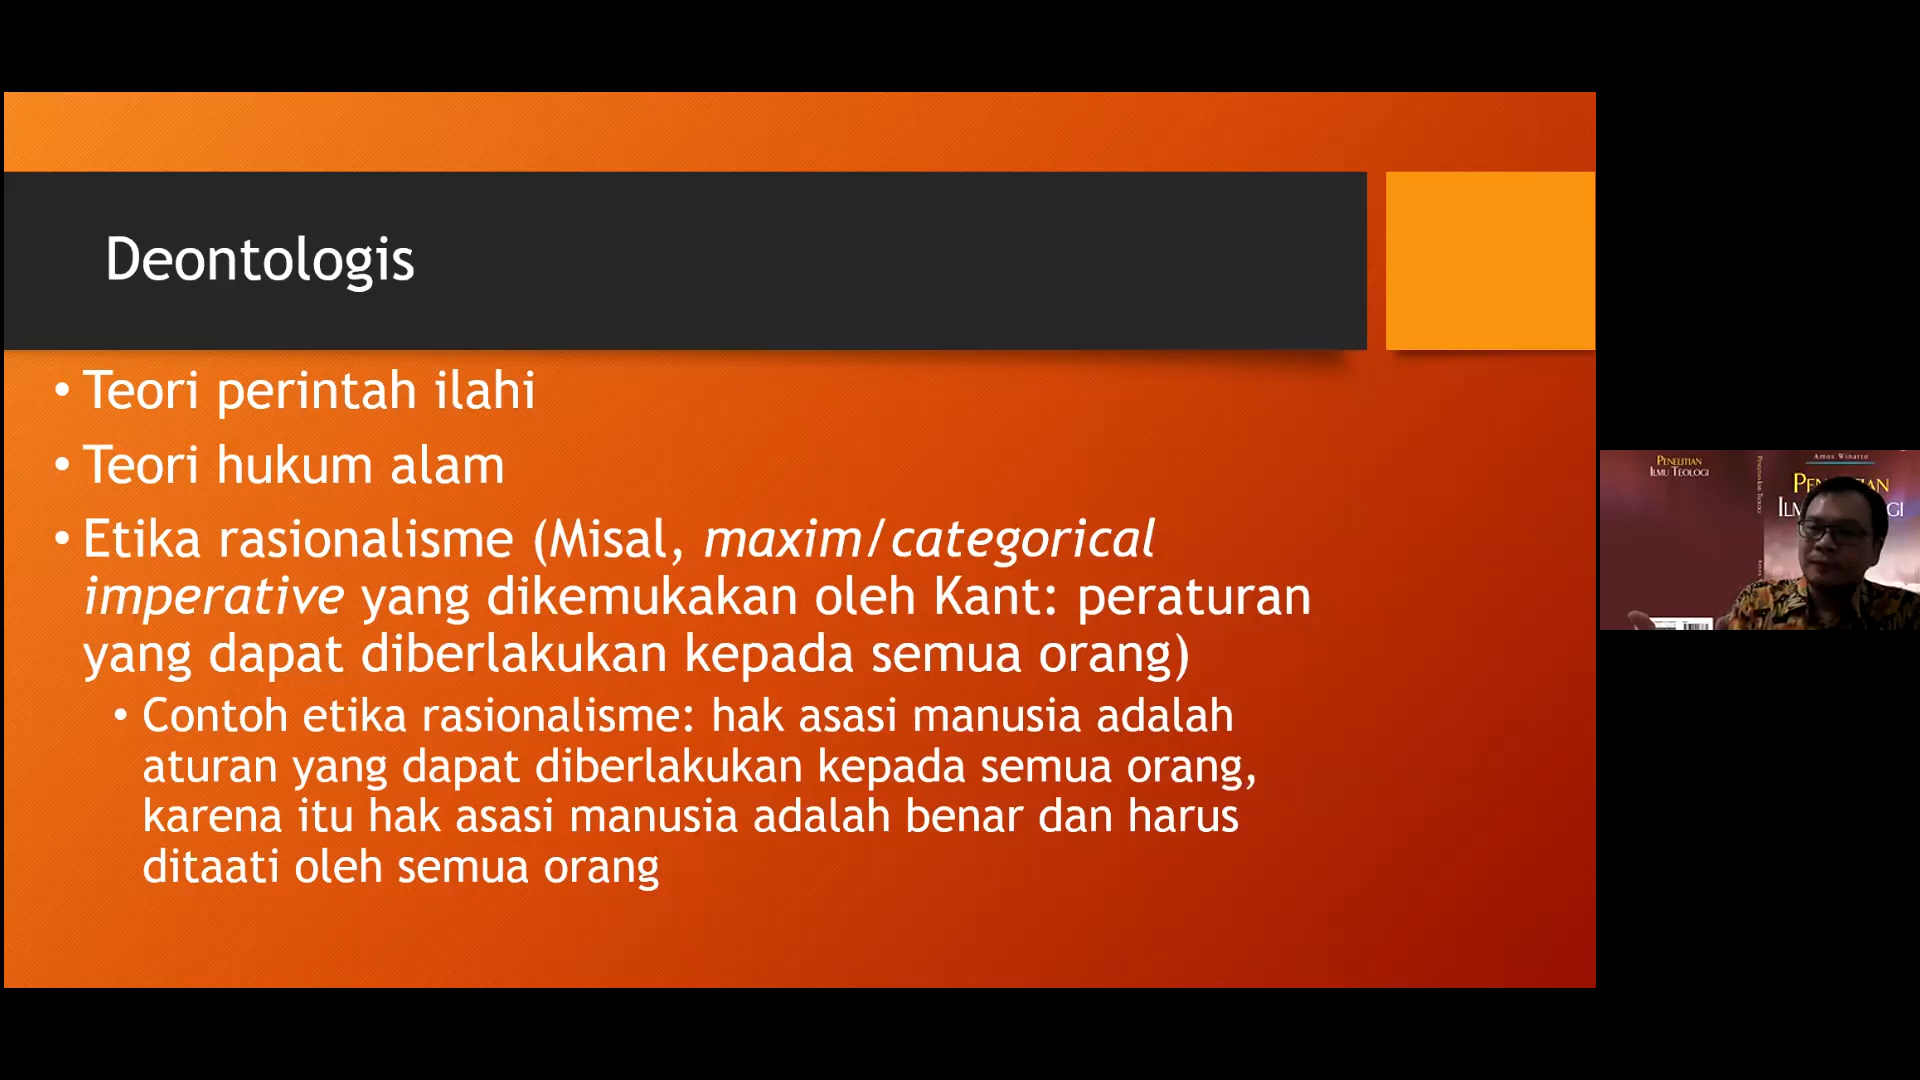 Deontologis
• Teori perintah ilahi
• Teori hukum alam
• Etika rasionalisme (Misal, maxim/categorical
imperative yang dikemukakan oleh Kant: peraturan
yang dapat diberlakukan kepada semua orang)
• Contoh etika rasionalisme: hak asasi manusia adalah
aturan yang dapat diberlakukan kepada semua orang,
karena itu hak asasi manusia adalah benar dan harus
ditaati oleh semua orang
PENELITIAN
ILMU TEOLOGI
Amos Winarto